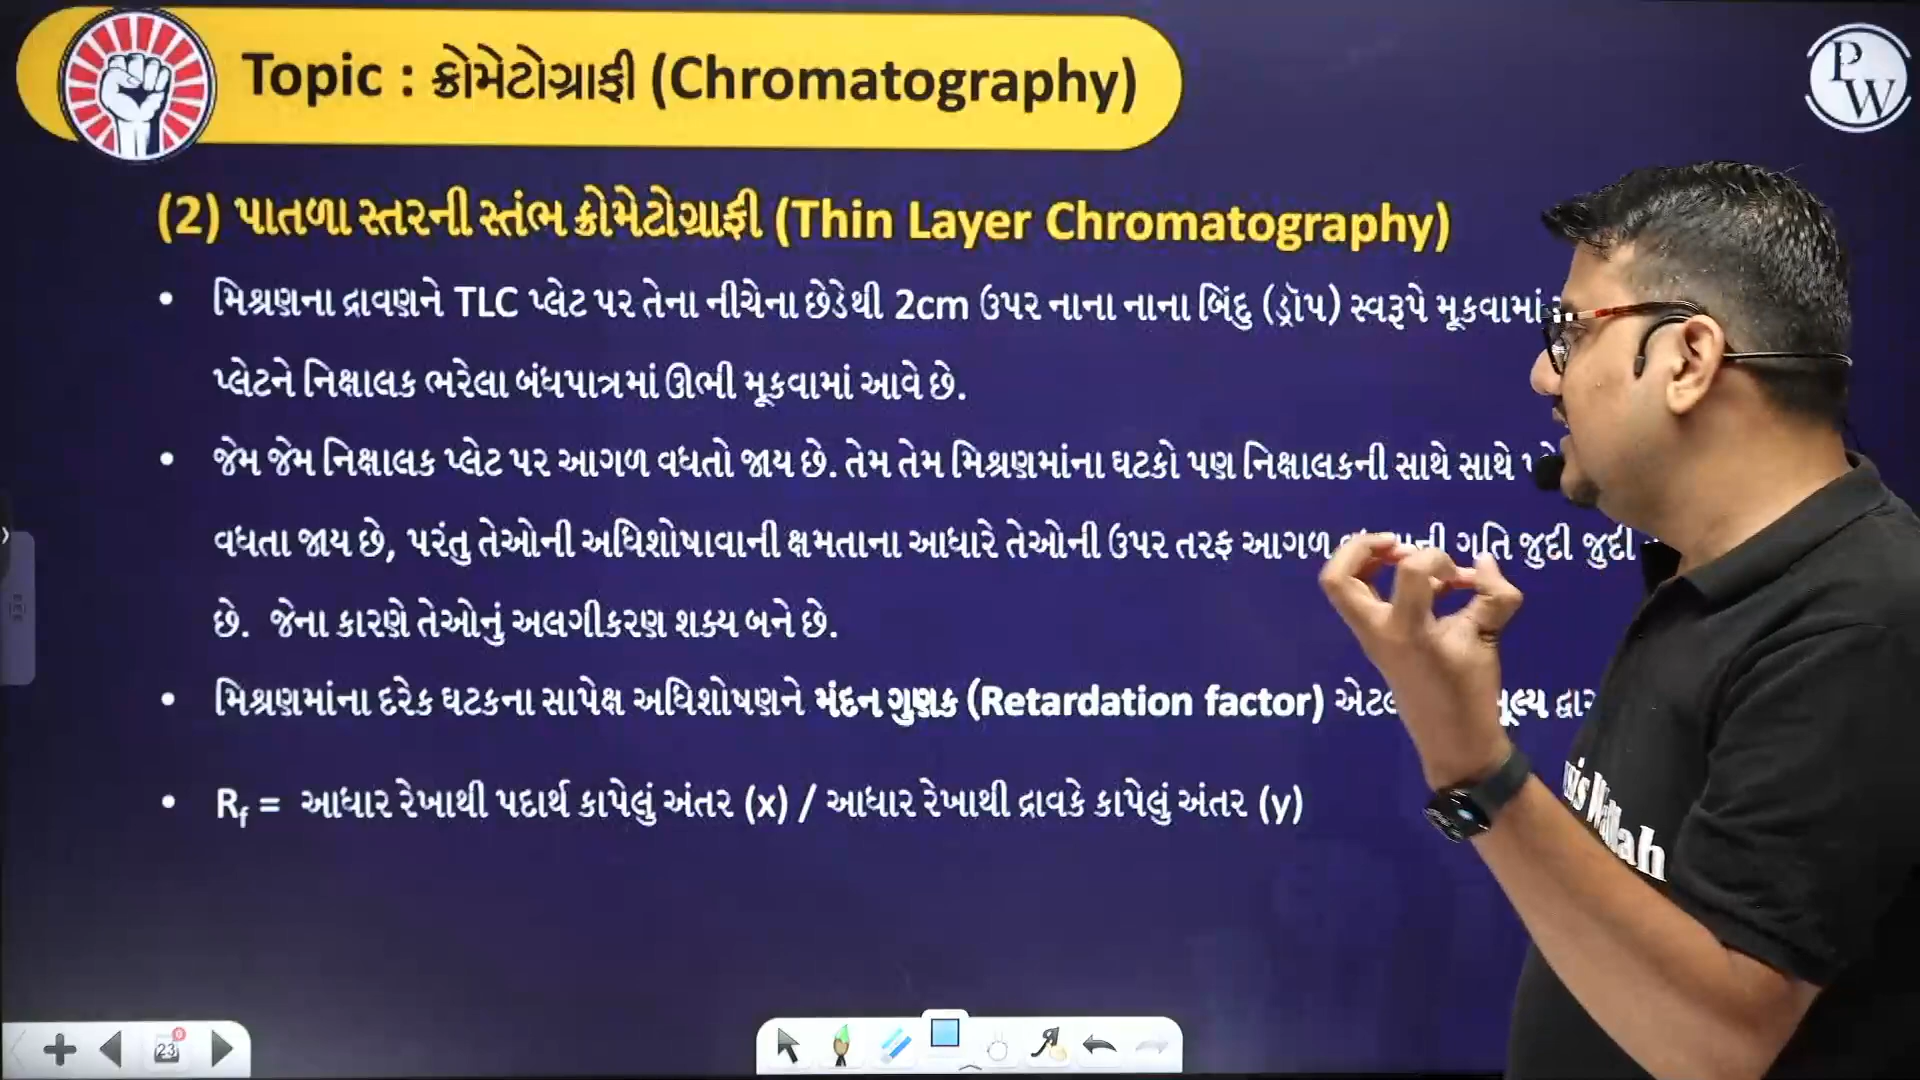 Topic : ક્રોમેટોગ્રાફી (Chromatography)
PW
(2) પાતળા સ્તરની સ્તંભ ક્રોમેટોગ્રાફી (Thin Layer Chromatography)
• મિશ્રણના દ્રાવણને TLC પ્લેટ પર તેના નીચેના છેડેથી 2cm ઉપર નાના નાના બિંદુ (ડ્રૉપ) સ્વરૂપે મૂકવામાં
પ્લેટને નિક્ષાલક ભરેલા બંધપાત્રમાં ઊભી મૂકવામાં આવે છે.
• જેમ જેમ નિક્ષાલક પ્લેટ પર આગળ વધતો જાય છે. તેમ તેમ મિશ્રણમાંના ઘટકો પણ નિક્ષાલકની સાથે સાથે
વધતા જાય છે, પરંતુ તેઓની અધિશોષાવાની ક્ષમતાના આધારે તેઓની ઉપર તરફ આગળ ગતિ જુદી જુદી
છે. જેના કારણે તેઓનું અલગીકરણ શક્ય બને છે.
• મિશ્રણમાંના દરેક ઘટકના સાપેક્ષ અધિશોષણને મંદન ગુણક (Retardation factor)
• Rf = આધાર રેખાથી પદાર્થ કાપેલું અંતર (x) / આધાર રેખાથી દ્રાવકે કાપેલું અંતર (y)
23